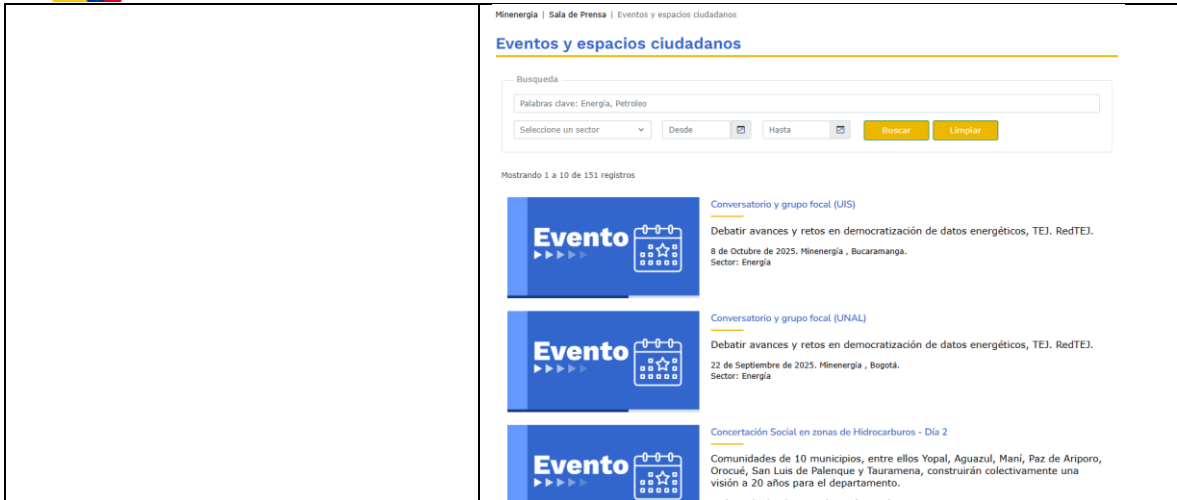 Minenergia | Sala de Prensa | Eventos y espacios ciudadanos
Eventos y espacios ciudadanos
Busqueda
Palabras clave: Energía, Petroleo
Seleccione un sector
Desde
Hasta
Buscar
Limpiar
Mostrando 1 a 10 de 151 registros
Evento
Conversatorio y grupo focal (UIS)
Debatir avances y retos en democratización de datos energéticos, TEJ. RedTEJ.
8 de Octubre de 2025. Minenergía , Bucaramanga.
Sector: Energía
Evento
Conversatorio y grupo focal (UNAL)
Debatir avances y retos en democratización de datos energéticos, TEJ. RedTEJ.
22 de Septiembre de 2025. Minenergía , Bogotá.
Sector: Energía
Evento
Concertación Social en zonas de Hidrocarburos - Día 2
Comunidades de 10 municipios, entre ellos Yopal, Aguazul, Maní, Paz de Ariporo,
Orocué, San Luis de Palenque y Tauramena, construirán colectivamente una
visión a 20 años para el departamento.